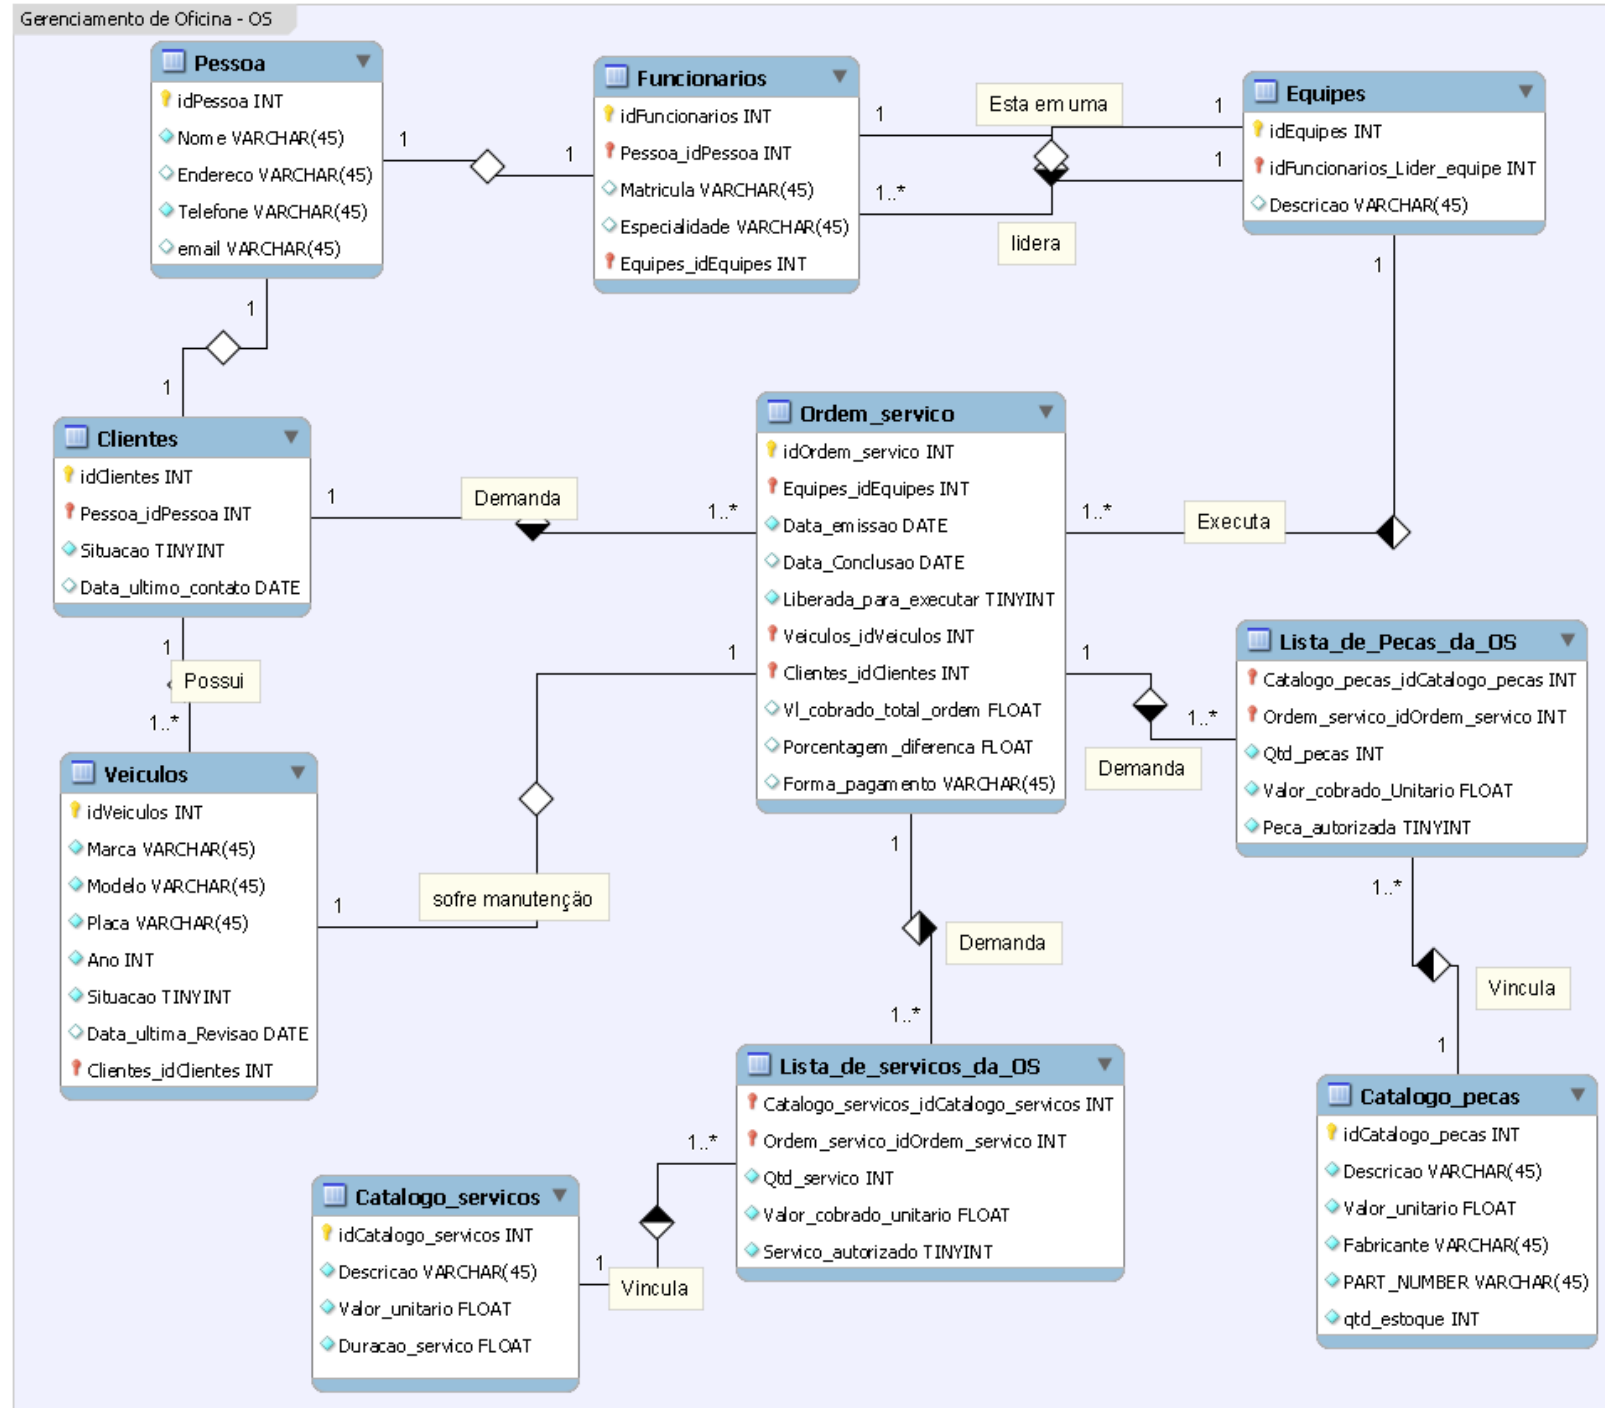 Gerenciamento de Oficina - OS
Pessoa
idPessoa INT
Nome VARCHAR(45)
Endereco VARCHAR(45)
Telefone VARCHAR(45)
email VARCHAR(45)
1
1
Funcionarios
idFuncionarios INT
Pessoa_idPessoa INT
Matricula VARCHAR(45)
Especialidade VARCHAR(45)
Equipes_idEquipes INT
1
1..*
Esta em uma
lidera
1
1
Equipes
idEquipes INT
idFuncionarios_Lider_equipe INT
Descricao VARCHAR(45)
1
1
1
Clientes
idClientes INT
Pessoa_idPessoa INT
Situacao TINYINT
Data_ultimo_contato DATE
1
Demanda
1..*
Ordem_servico
idOrdem_servico INT
Equipes_idEquipes INT
Data_emissao DATE
Data_Conclusao DATE
Liberada_para_executar TINYINT
Veiculos_idVeiculos INT
Clientes_idClientes INT
Vl_cobrado_total_ordem FLOAT
Porcentagem_diferenca FLOAT
Forma_pagamento VARCHAR(45)
1..*
Executa
1
Possui
1..*
Veiculos
idVeiculos INT
Marca VARCHAR(45)
Modelo VARCHAR(45)
Placa VARCHAR(45)
Ano INT
Situacao TINYINT
Data_ultima_Revisao DATE
Clientes_idClientes INT
1
sofre manutenção
1
1
1..*
Demanda
Lista_de_Pecas_da_OS
Catalogo_pecas_idCatalogo_pecas INT
Ordem_servico_idOrdem_servico INT
Qtd_pecas INT
Valor_cobrado_Unitario FLOAT
Peca_autorizada TINYINT
1
Demanda
1..*
1..*
Vincula
1
Lista_de_servicos_da_OS
Catalogo_servicos_idCatalogo_servicos INT
Ordem_servico_idOrdem_servico INT
Qtd_servico INT
Valor_cobrado_unitario FLOAT
Servico_autorizado TINYINT
1..*
Catalogo_servicos
idCatalogo_servicos INT
Descricao VARCHAR(45)
Valor_unitario FLOAT
Duracao_servico FLOAT
1
Vincula
Catalogo_pecas
idCatalogo_pecas INT
Descricao VARCHAR(45)
Valor_unitario FLOAT
Fabricante VARCHAR(45)
PART_NUMBER VARCHAR(45)
qtd_estoque INT